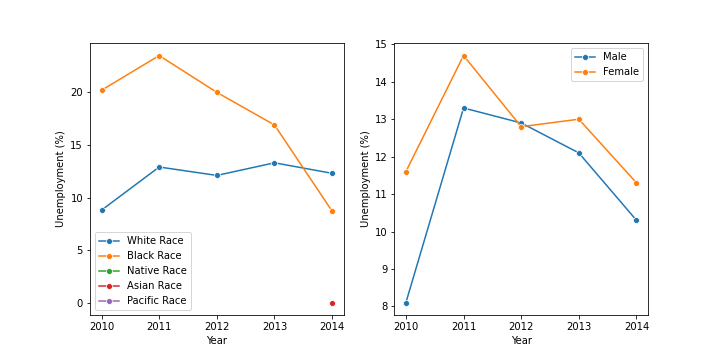 Unemployment (%)
20
15
10
5
0
White Race
Black Race
Native Race
Asian Race
Pacific Race
2010 2011 2012 2013 2014
Year
Unemployment (%)
15
14
13
12
11
10
9
8
Male
Female
2010 2011 2012 2013 2014
Year